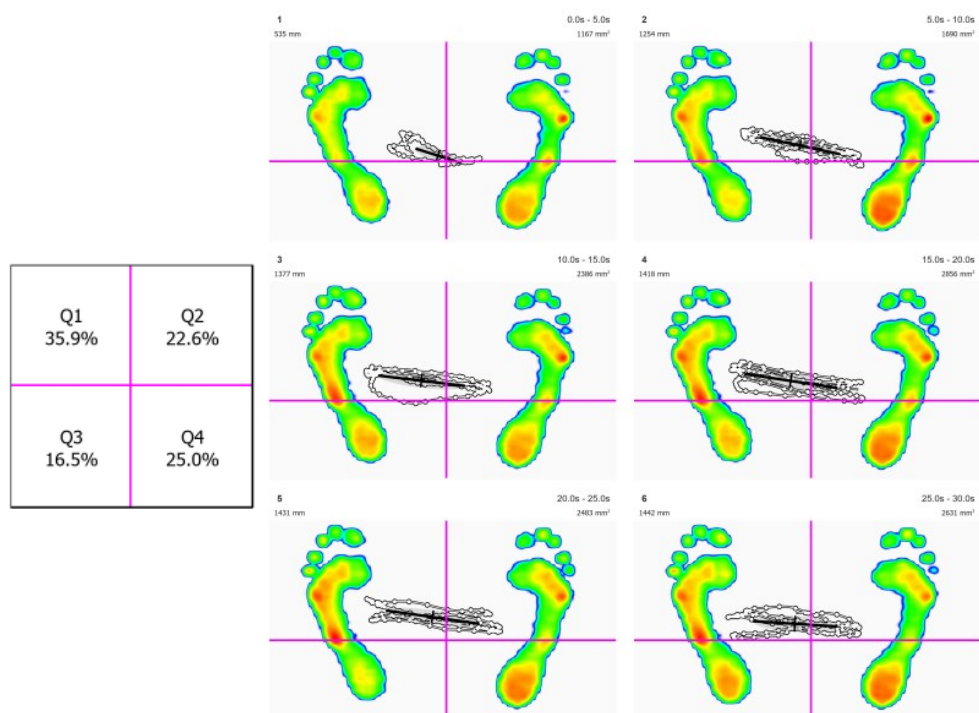 1 0.0s - 5.0s
535 mm 1167 mm²
2 5.0s - 10.0s
1254 mm 1690 mm²
3 10.0s - 15.0s
1377 mm 2386 mm²
4 15.0s - 20.0s
1418 mm 2856 mm²
5 20.0s - 25.0s
1431 mm 2483 mm²
6 25.0s - 30.0s
1442 mm 2631 mm²
Q1
35.9%
Q2
22.6%
Q3
16.5%
Q4
25.0%